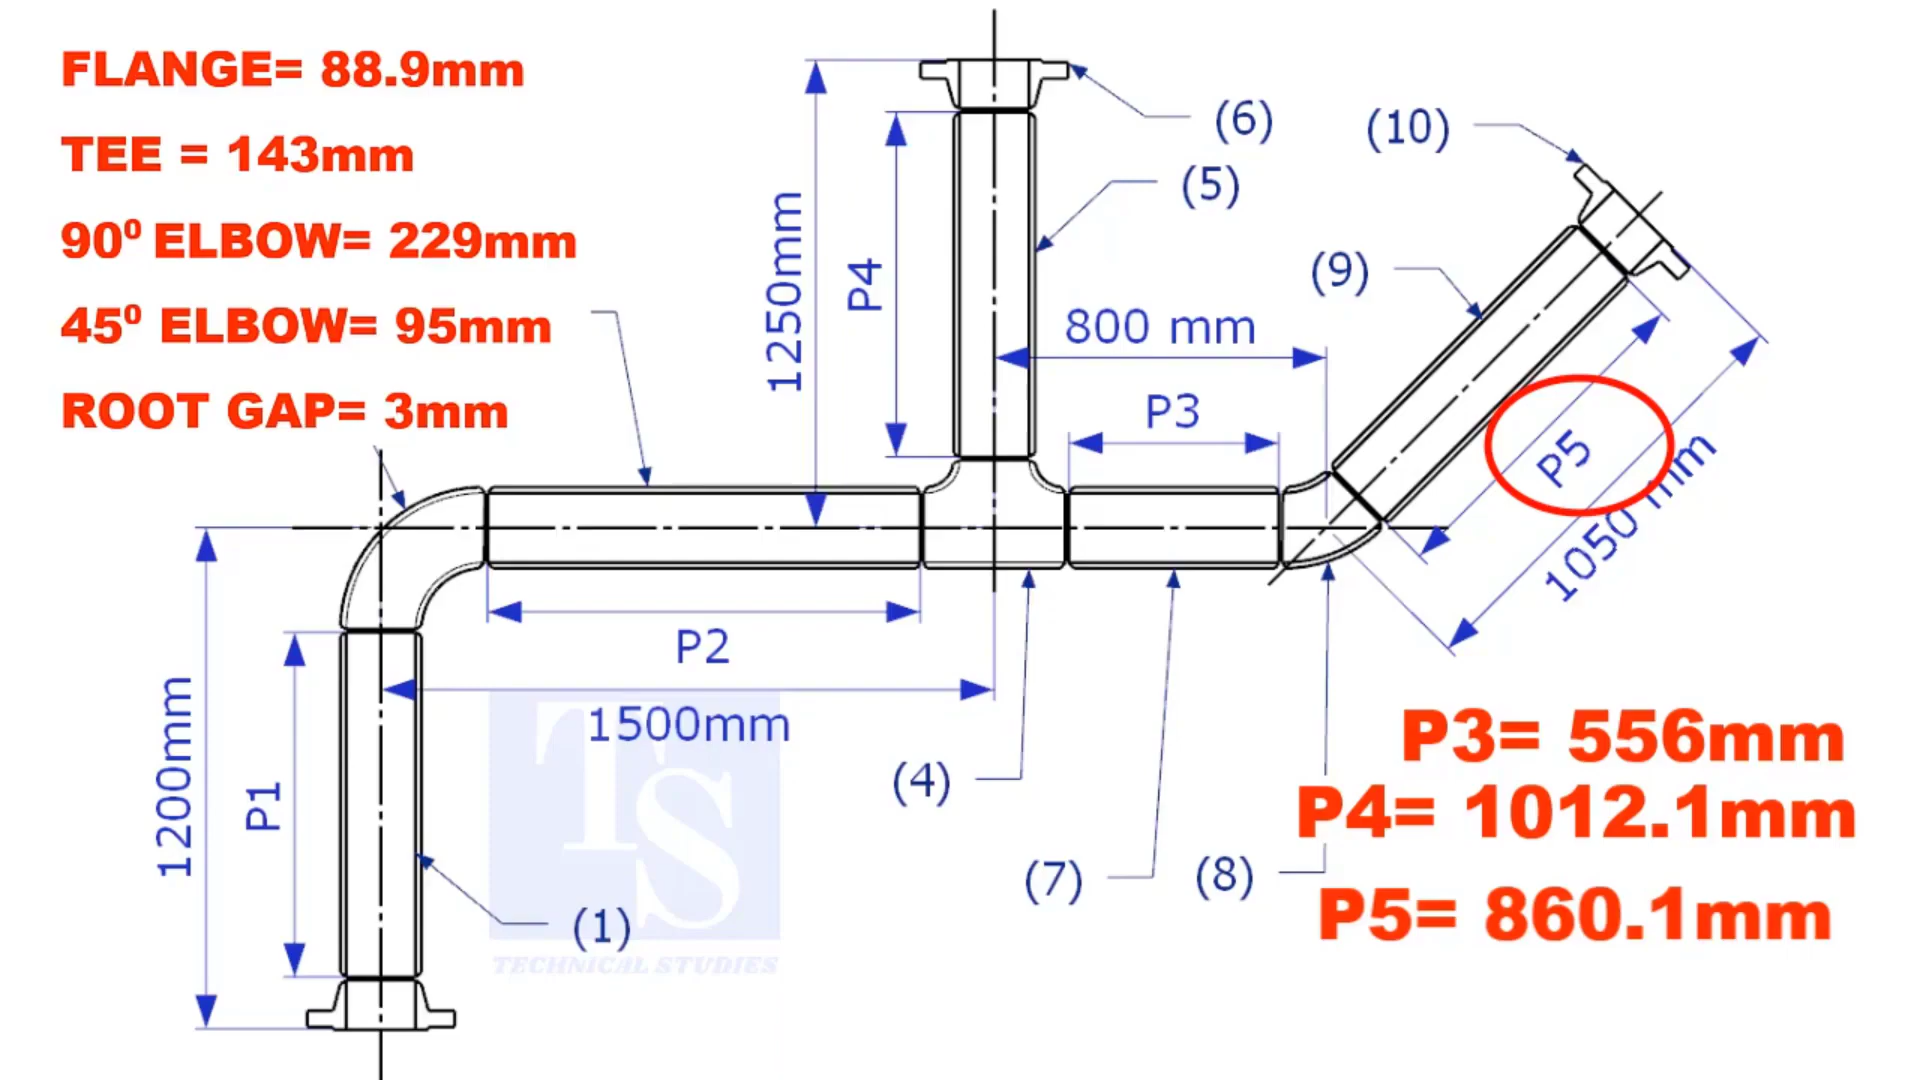 FLANGE= 88.9mm
TEE = 143mm
90⁰ ELBOW= 229mm
45⁰ ELBOW= 95mm
ROOT GAP= 3mm
(6)
(10)
(5)
1250mm
P4
(9)
800 mm
P3
P5
1050 mm
P2
1500mm
1200mm
P1
(4)
(7)
(8)
(1)
P3= 556mm
P4= 1012.1mm
P5= 860.1mm
TS
TECHNICAL STUDIES